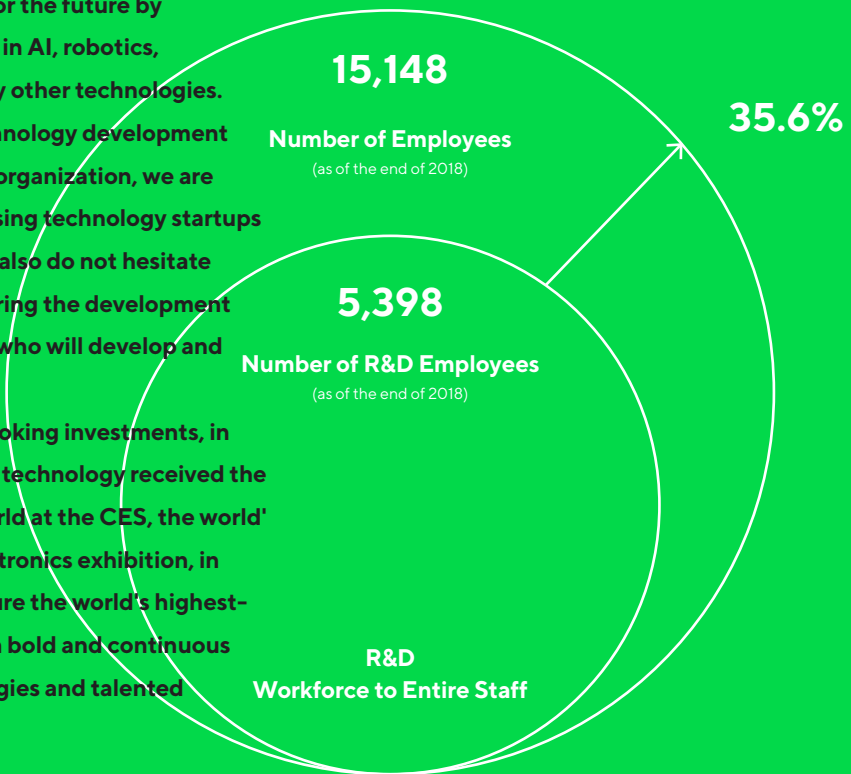 or the future by
in AI, robotics,
y other technologies.
nnology development
organization, we are
sing technology startups
also do not hesitate
ring the development
who will develop and
oking investments, in
technology received the
rld at the CES, the world'
tronics exhibition, in
ure the world's highest-
bold and continuous
gies and talented
15,148
Number of Employees
(as of the end of 2018)
35.6%
5,398
Number of R&D Employees
(as of the end of 2018)
R&D
Workforce to Entire Staff